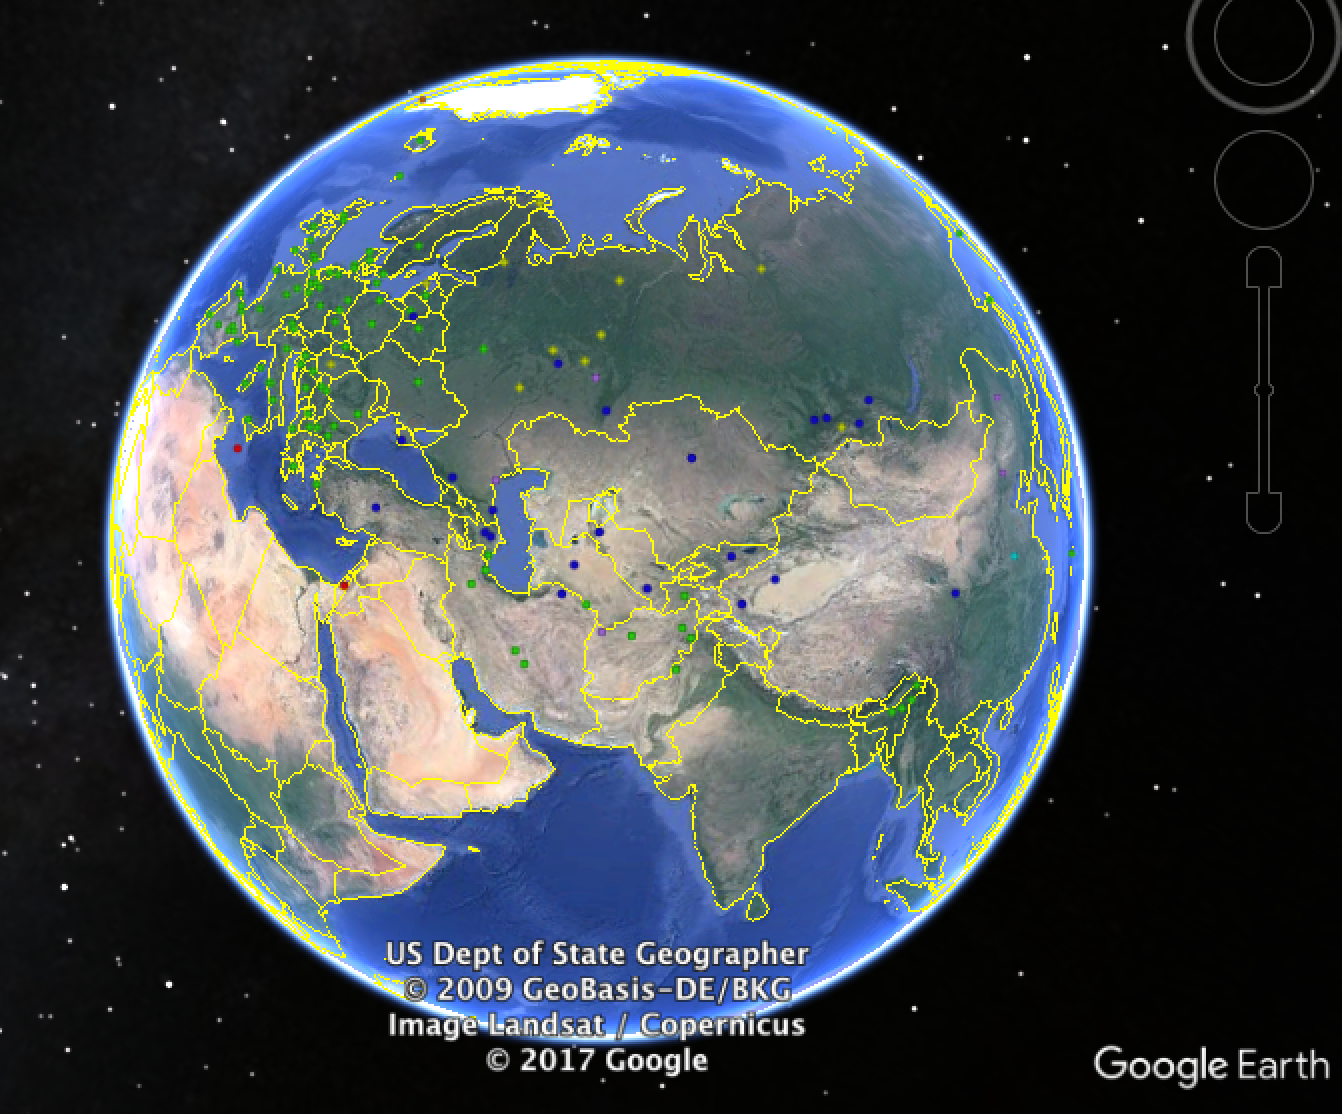 US Dept of State Geographer
© 2009 GeoBasis-DE/BKG
Image Landsat / Copernicus
© 2017 Google
Google Earth